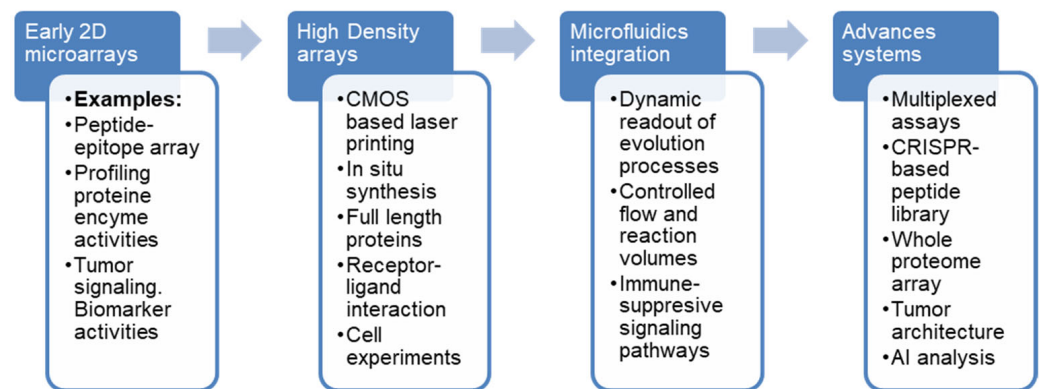 Early 2D
microarrays
•Examples:
•Peptide-
epitope array
•Profiling
proteine
encyme
activities
•Tumor
signaling.
Biomarker
activities
High Density
arrays
•CMOS
based laser
printing
•In situ
synthesis
•Full length
proteins
•Receptor-
ligand
interaction
•Cell
experiments
Microfluidics
integration
•Dynamic
readout of
evolution
processes
•Controlled
flow and
reaction
volumes
•Immune-
suppresive
signaling
pathways
Advances
systems
•Multiplexed
assays
•CRISPR-
based
peptide
library
•Whole
proteome
array
•Tumor
architecture
•AI analysis